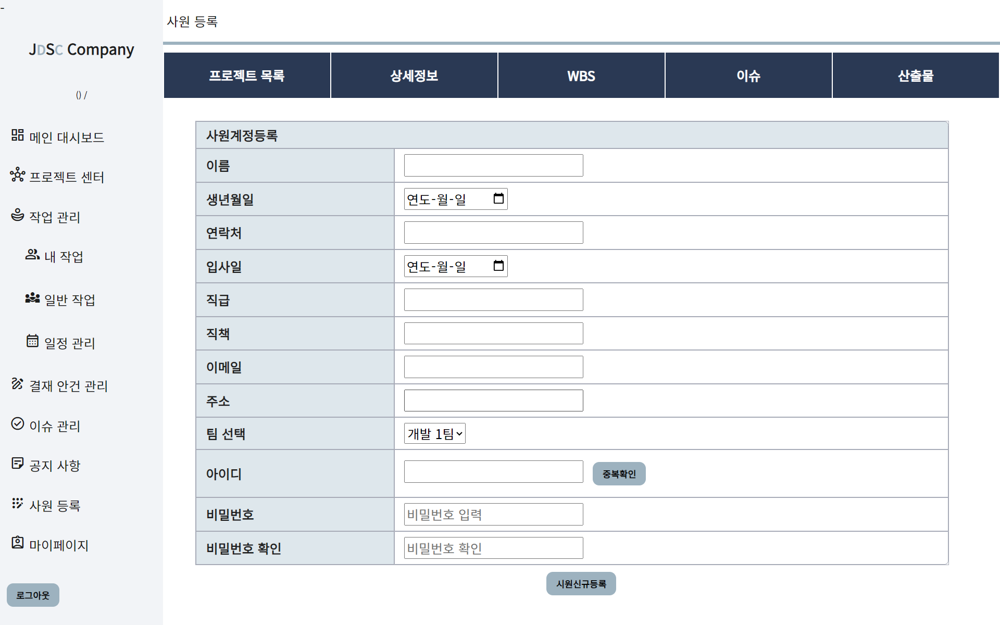 -
JDSC Company
() /
메인 대시보드
프로젝트 센터
작업 관리
내 작업
일반 작업
일정 관리
결재 안건 관리
이슈 관리
공지 사항
사원 등록
마이페이지
로그아웃
사원 등록
프로젝트 목록 상세정보 WBS 이슈 산출물
사원계정등록
이름
생년월일 연도-월-일
연락처
입사일 연도-월-일
직급
직책
이메일
주소
팀 선택 개발 1팀
아이디 중복확인
비밀번호 비밀번호 입력
비밀번호 확인 비밀번호 확인
시원신규등록